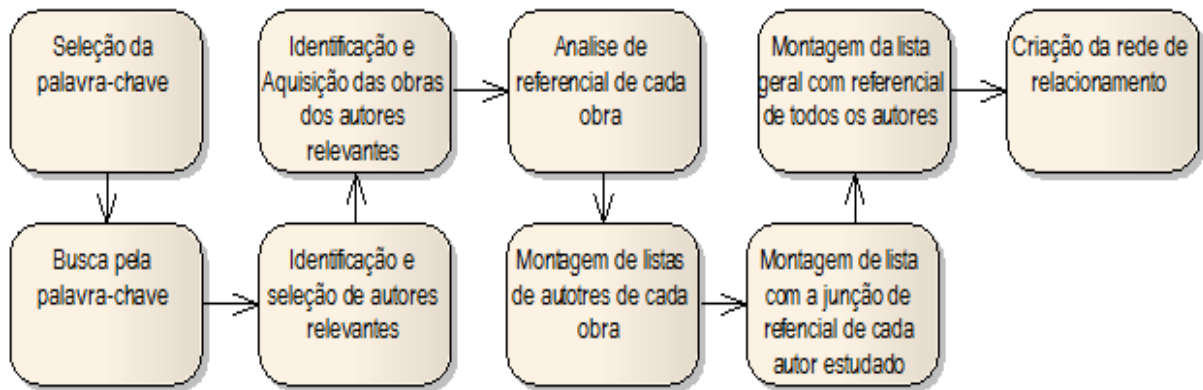 Seleção da
palavra-chave
Busca pela
palavra-chave
Identificação e
seleção de autores
relevantes
Identificação e
Aquisição das obras
dos autores
relevantes
Analise de
referencial de cada
obra
Montagem de listas
de autotres de cada
obra
Montagem de lista
com a junção de
refencial de cada
autor estudado
Montagem da lista
geral com referencial
de todos os autores
Criação da rede de
relacionamento